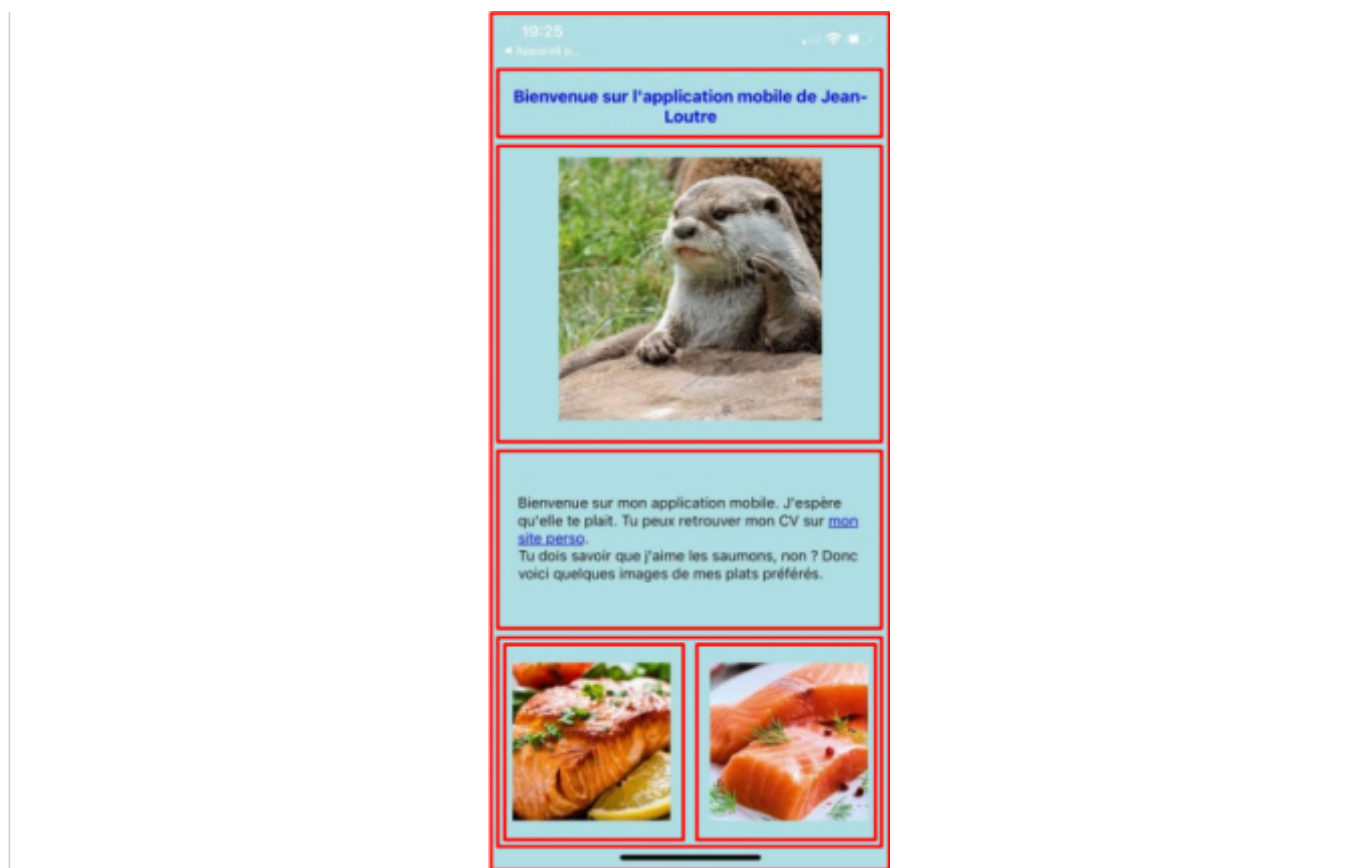 19:25
◀ Appareil p...
Bienvenue sur l'application mobile de Jean-
Loutre
Bienvenue sur mon application mobile. J'espère
qu'elle te plait. Tu peux retrouver mon CV sur mon
site perso.
Tu dois savoir que j'aime les saumons, non ? Donc
voici quelques images de mes plats préférés.